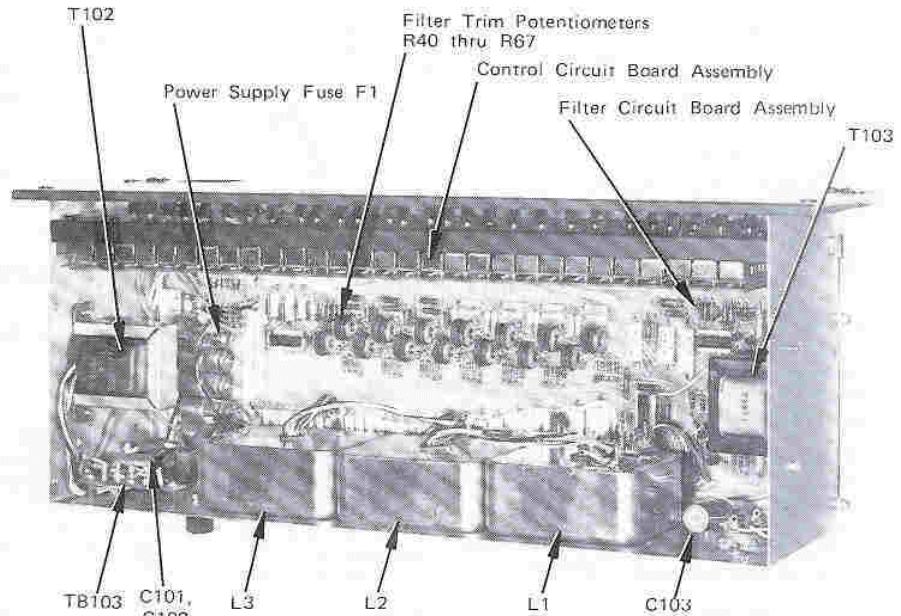 T102
Filter Trim Potentiometers
R40 thru R67
Control Circuit Board Assembly
Power Supply Fuse F1
Filter Circuit Board Assembly
T103
TB103
C101,
L3
L2
L1
C103